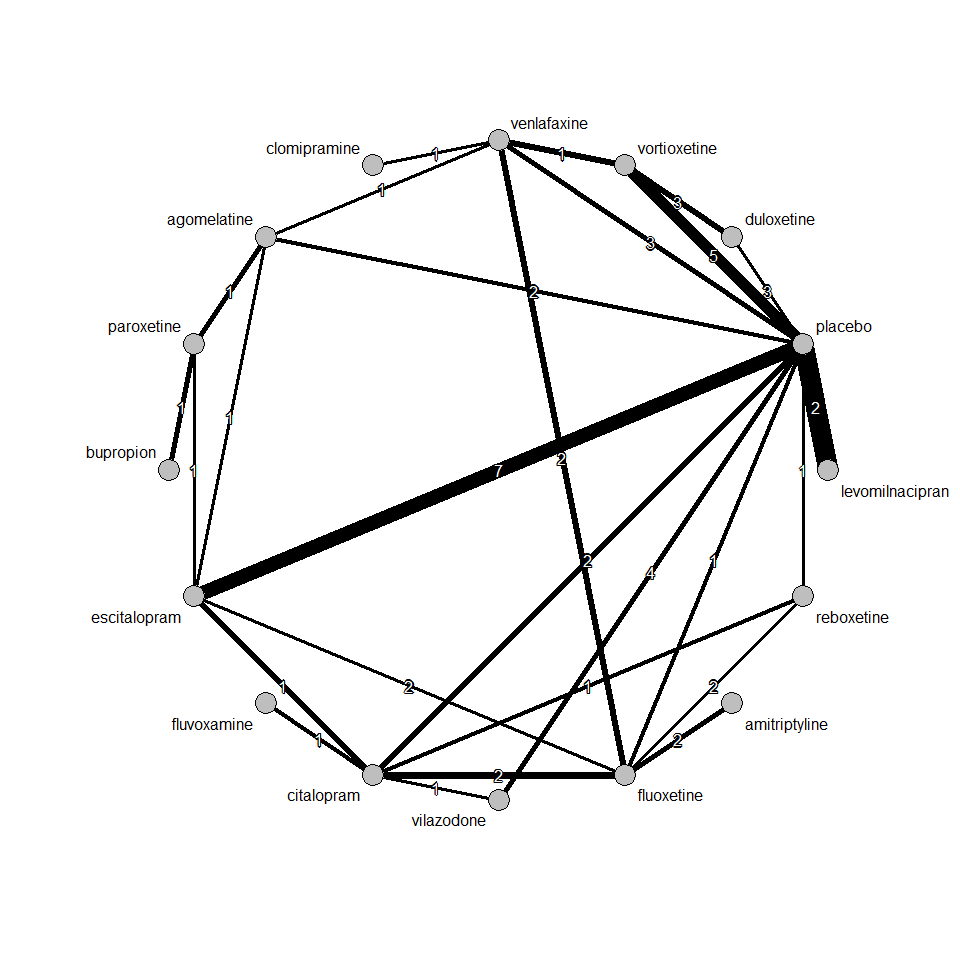 venlafaxine
clomipramine
1
1
vortioxetine
1
3
duloxetine
agomelatine
3
5
2
3
1
paroxetine
placebo
1
2
bupropion
1
1
7
2
levomilnacipran
1
2
4
1
escitalopram
reboxetine
1
2
1
2
fluvoxamine
1
2
amitriptyline
citalopram
1
2
fluoxetine
vilazodone